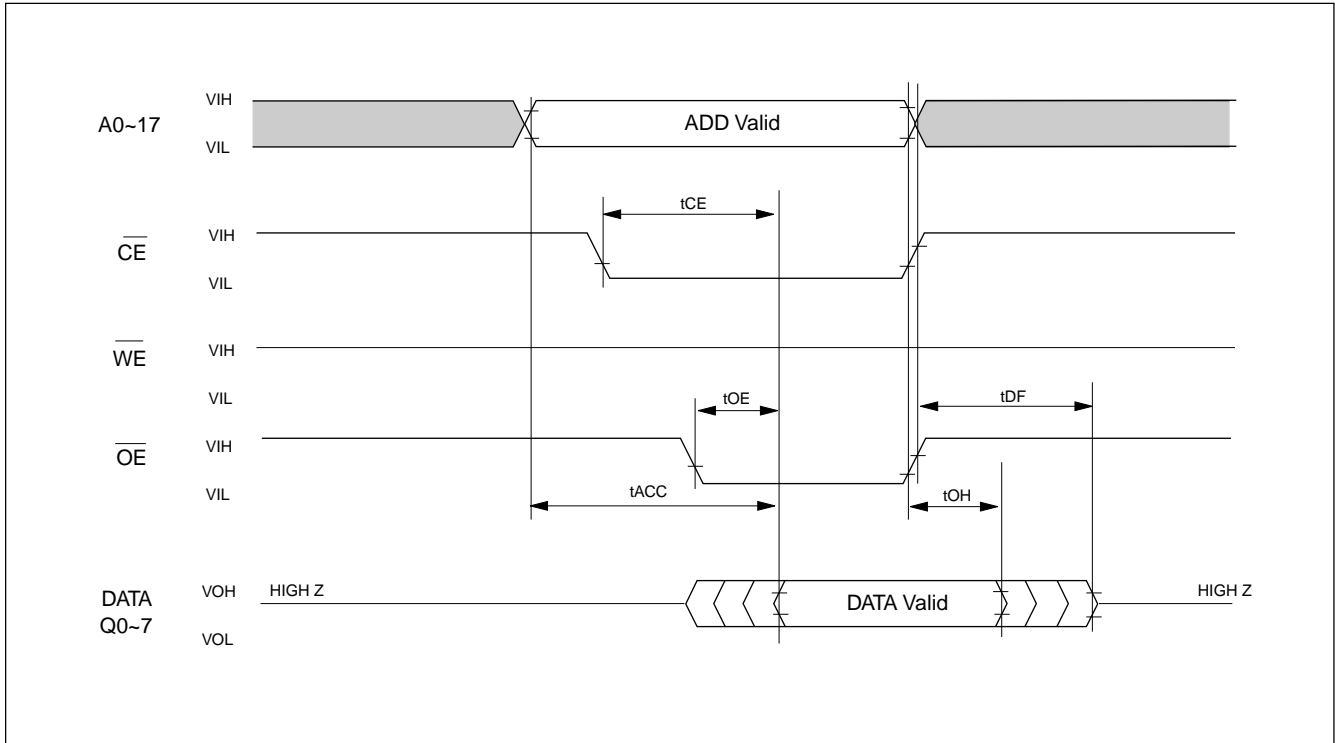 VIH
A0~17
ADD Valid
VIL
tCE
VIH
CE
VIL
VIH
WE
VIL
tOE
tDF
VIH
OE
VIL
tACC
tOH
VOH
HIGH Z
DATA
Q0~7
DATA Valid
HIGH Z
VOL